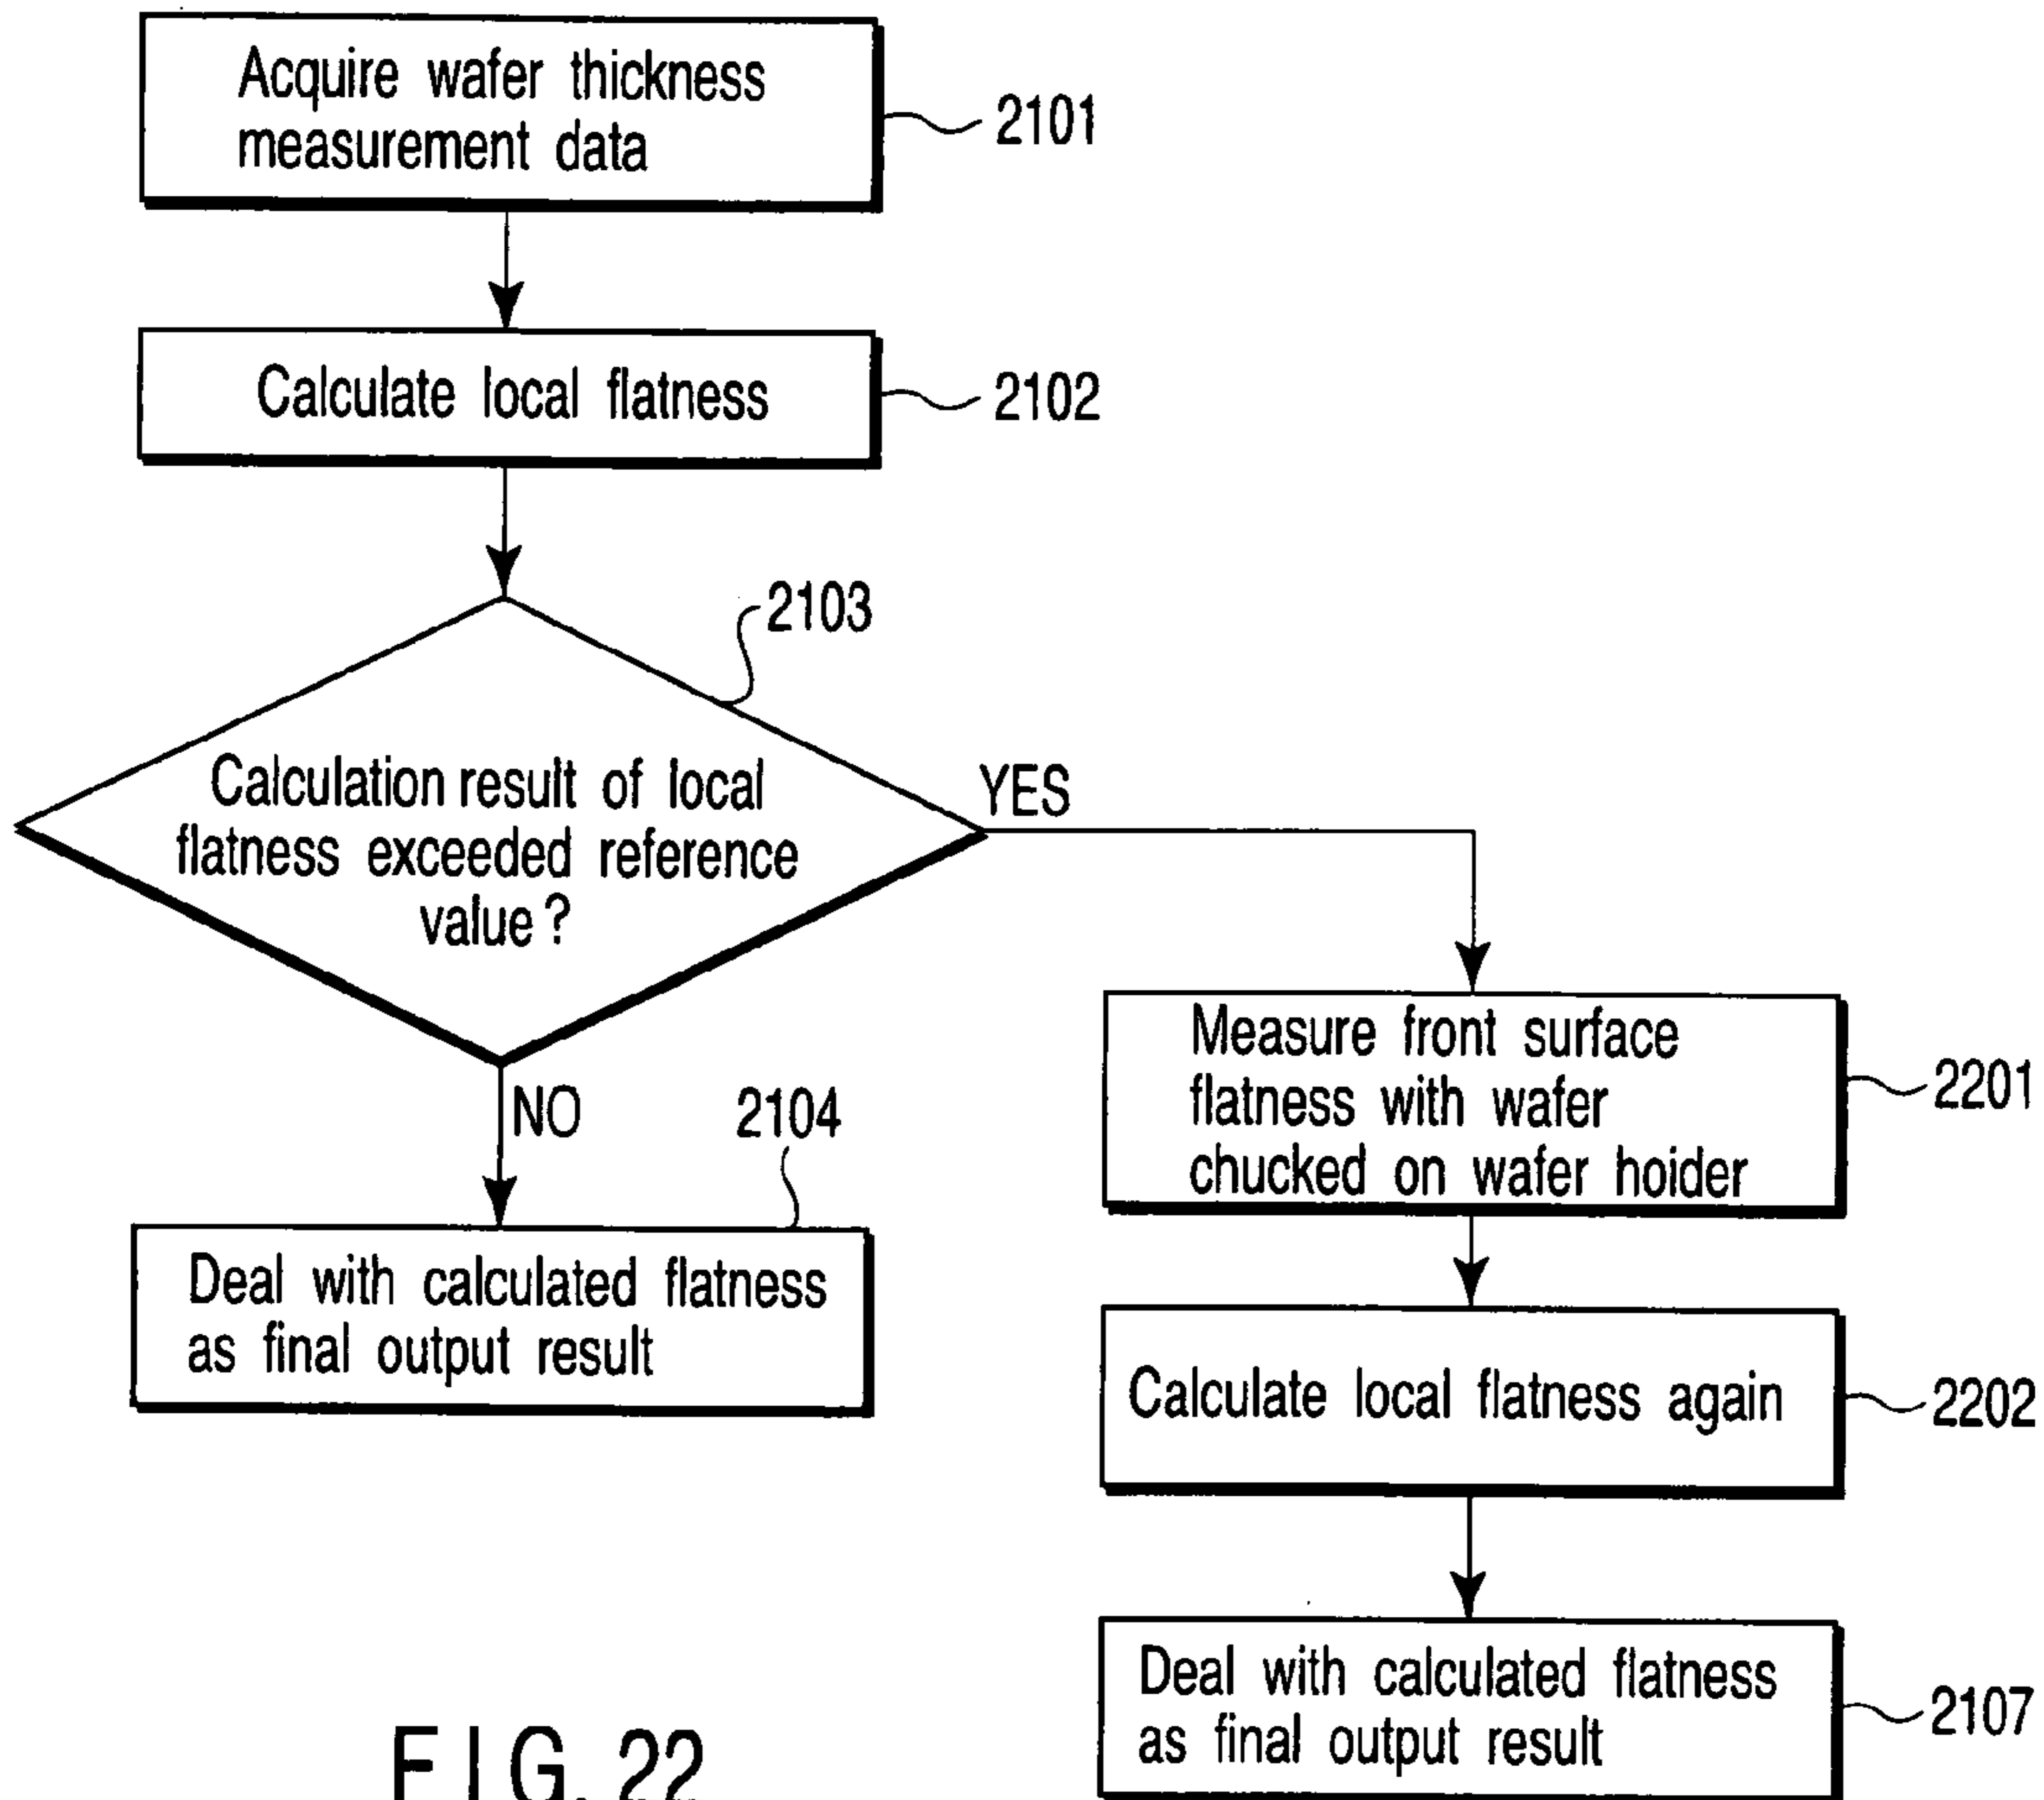 Acquire wafer thickness
measurement data
2101
Calculate local flatness
2102
2103
Calculation result of local
flatness exceeded reference
value?
YES
NO
2104
Deal with calculated flatness
as final output result
Measure front surface
flatness with wafer
chucked on wafer hoider
2201
Calculate local flatness again
2202
Deal with calculated flatness
as final output result
2107
FIG. 22